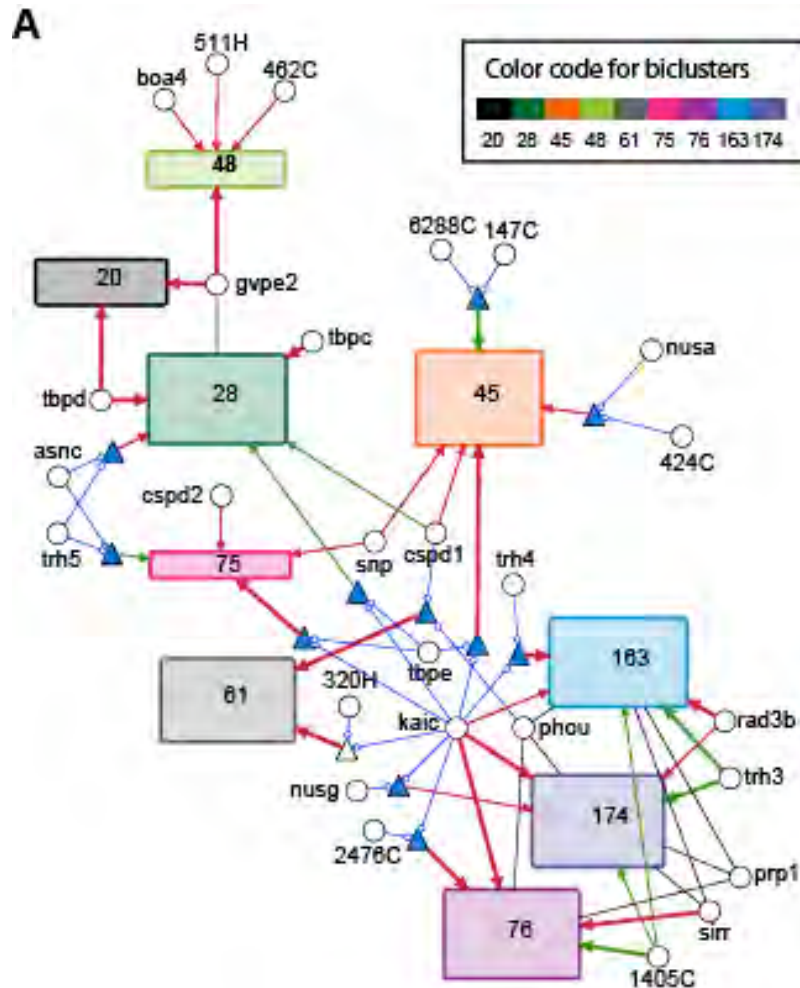 A
511H
boa4
462C
Color code for biclusters
20 28 45 48 61 75 76 163 174
48
6288C
147C
20
gvpe2
tbpc
nusa
28
45
tbpd
424C
asnc
cspd2
trh5
snp
cspd1
trh4
75
tbpe
163
320H
61
kaic
phou
rad3b
trh3
nusg
174
2476C
prp1
76
sirr
1405C